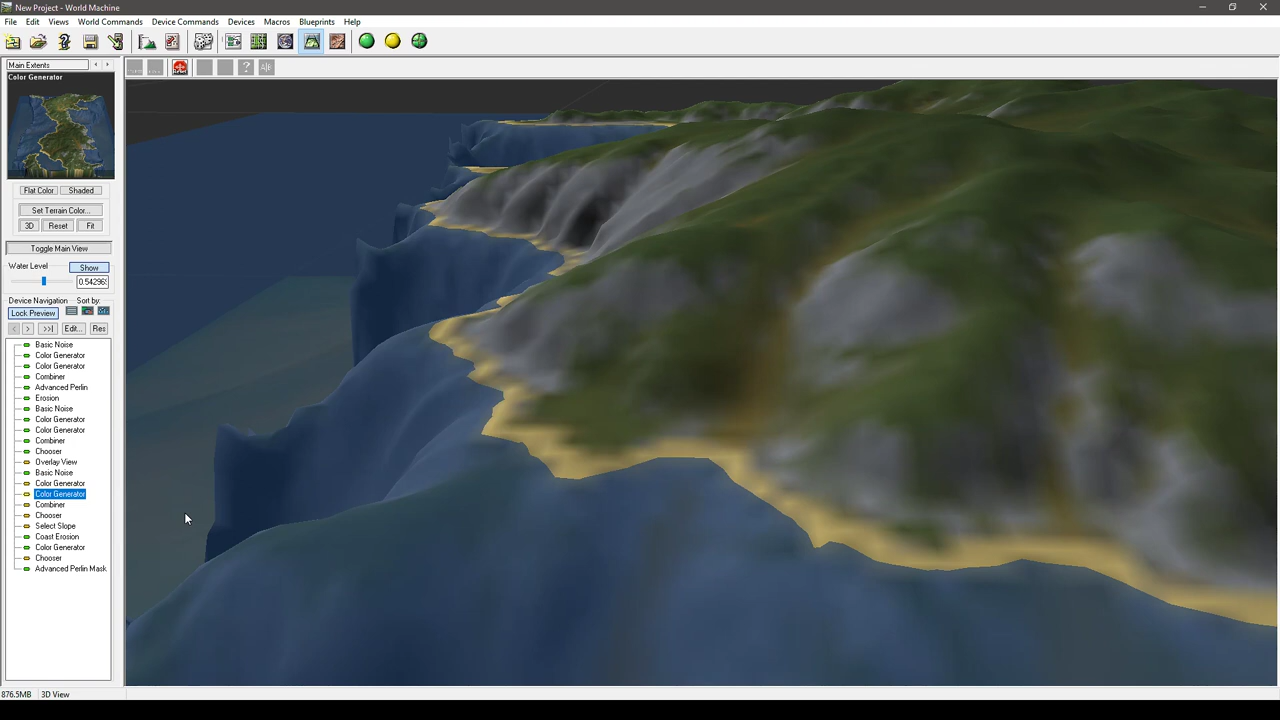 New Project - World Machine
File Edit Views World Commands Device Commands Devices Macros Blueprints Help
Main Extents
Color Generator
Flat Color Shaded
Set Terrain Color...
3D Reset Fit
Toggle Main View
Water Level Show
0.54296
Device Navigation Sort by:
Lock Preview
< > >>| Edit... Res
Basic Noise
Color Generator
Color Generator
Combiner
Advanced Perlin
Erosion
Basic Noise
Color Generator
Color Generator
Combiner
Chooser
Overlay View
Basic Noise
Color Generator
Color Generator
Combiner
Chooser
Select Slope
Coast Erosion
Color Generator
Chooser
Advanced Perlin Mask
876.5MB 3D View